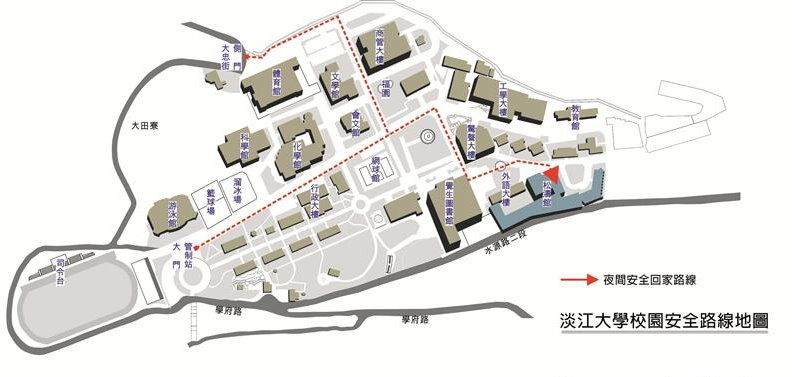 側門
大忠街
商管大樓
體育館
文學館
福園
工學大樓
教育館
大田寮
科學館
化學館
會文館
驚聲大樓
網球館
溜冰場
籃球場
游泳館
行政大樓
覺生圖書館
外語大樓
松濤館
管制站
大門
司令台
水源路二段
學府路
學府路
夜間安全回家路線
淡江大學校園安全路線地圖